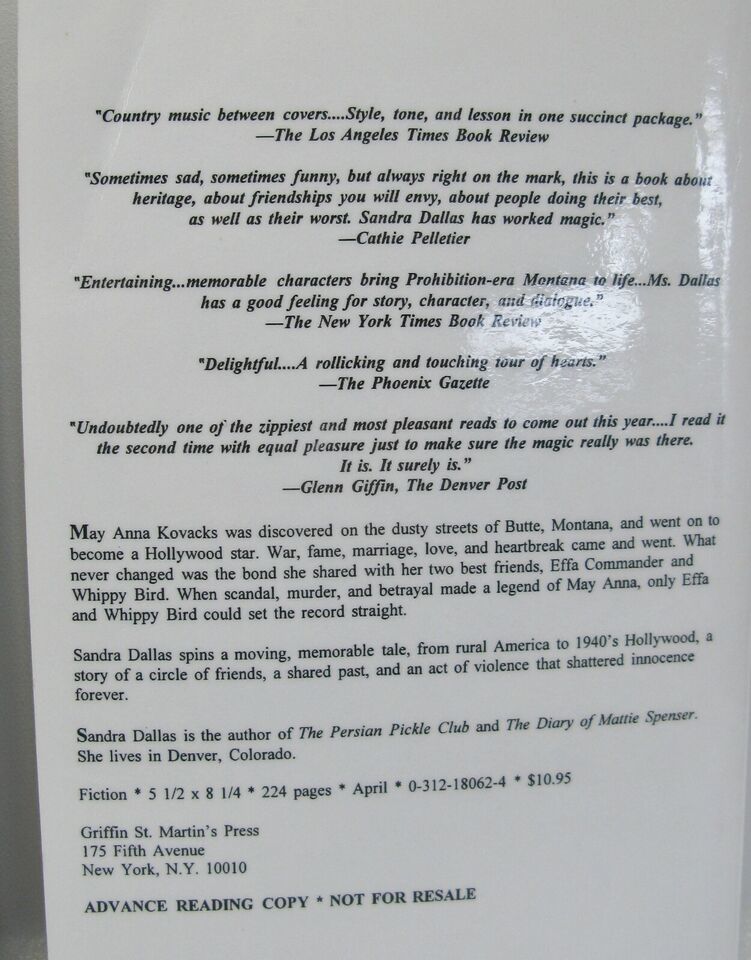 "Country music between covers....Style, tone, and lesson in one succinct package."
—The Los Angeles Times Book Review
"Sometimes sad, sometimes funny, but always right on the mark, this is a book about
heritage, about friendships you will envy, about people doing their best,
as well as their worst. Sandra Dallas has worked magic."
—Cathie Pelletier
"Entertaining...memorable characters bring Prohibition-era Montana to life...Ms. Dallas
has a good feeling for story, character, and dialogue."
—The New York Times Book Review
"Delightful....A rollicking and touching tour of hearts."
—The Phoenix Gazette
"Undoubtedly one of the zippiest and most pleasant reads to come out this year....I read it
the second time with equal pleasure just to make sure the magic really was there.
It is. It surely is."
—Glenn Giffin, The Denver Post
May Anna Kovacks was discovered on the dusty streets of Butte, Montana, and went on to
become a Hollywood star. War, fame, marriage, love, and heartbreak came and went. What
never changed was the bond she shared with her two best friends, Effa Commander and
Whippy Bird. When scandal, murder, and betrayal made a legend of May Anna, only Effa
and Whippy Bird could set the record straight.
Sandra Dallas spins a moving, memorable tale, from rural America to 1940's Hollywood, a
story of a circle of friends, a shared past, and an act of violence that shattered innocence
forever.
Sandra Dallas is the author of The Persian Pickle Club and The Diary of Mattie Spenser.
She lives in Denver, Colorado.
Fiction * 5 1/2 x 8 1/4 * 224 pages * April * 0-312-18062-4 * $10.95
Griffin St. Martin's Press
175 Fifth Avenue
New York, N.Y. 10010
ADVANCE READING COPY * NOT FOR RESALE